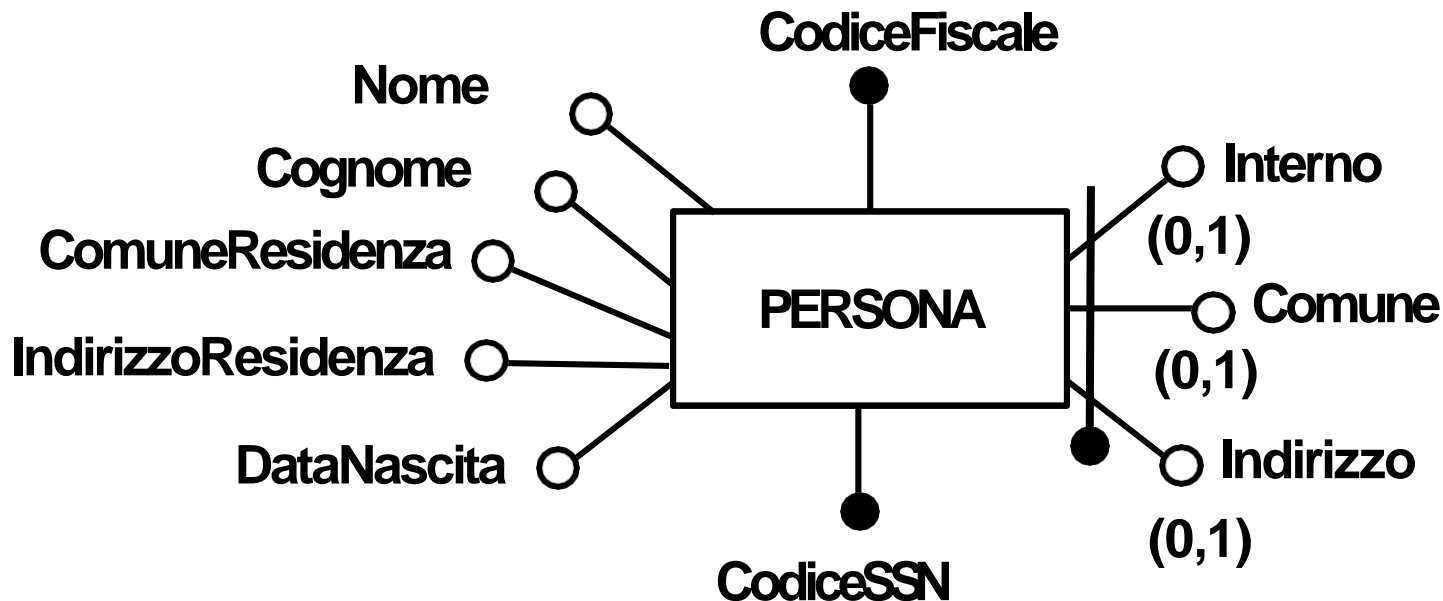 CodiceFiscale
Nome
Cognome
ComuneResidenza
IndirizzoResidenza
DataNascita
PERSONA
Interno
(0,1)
Comune
(0,1)
Indirizzo
(0,1)
CodiceSSN